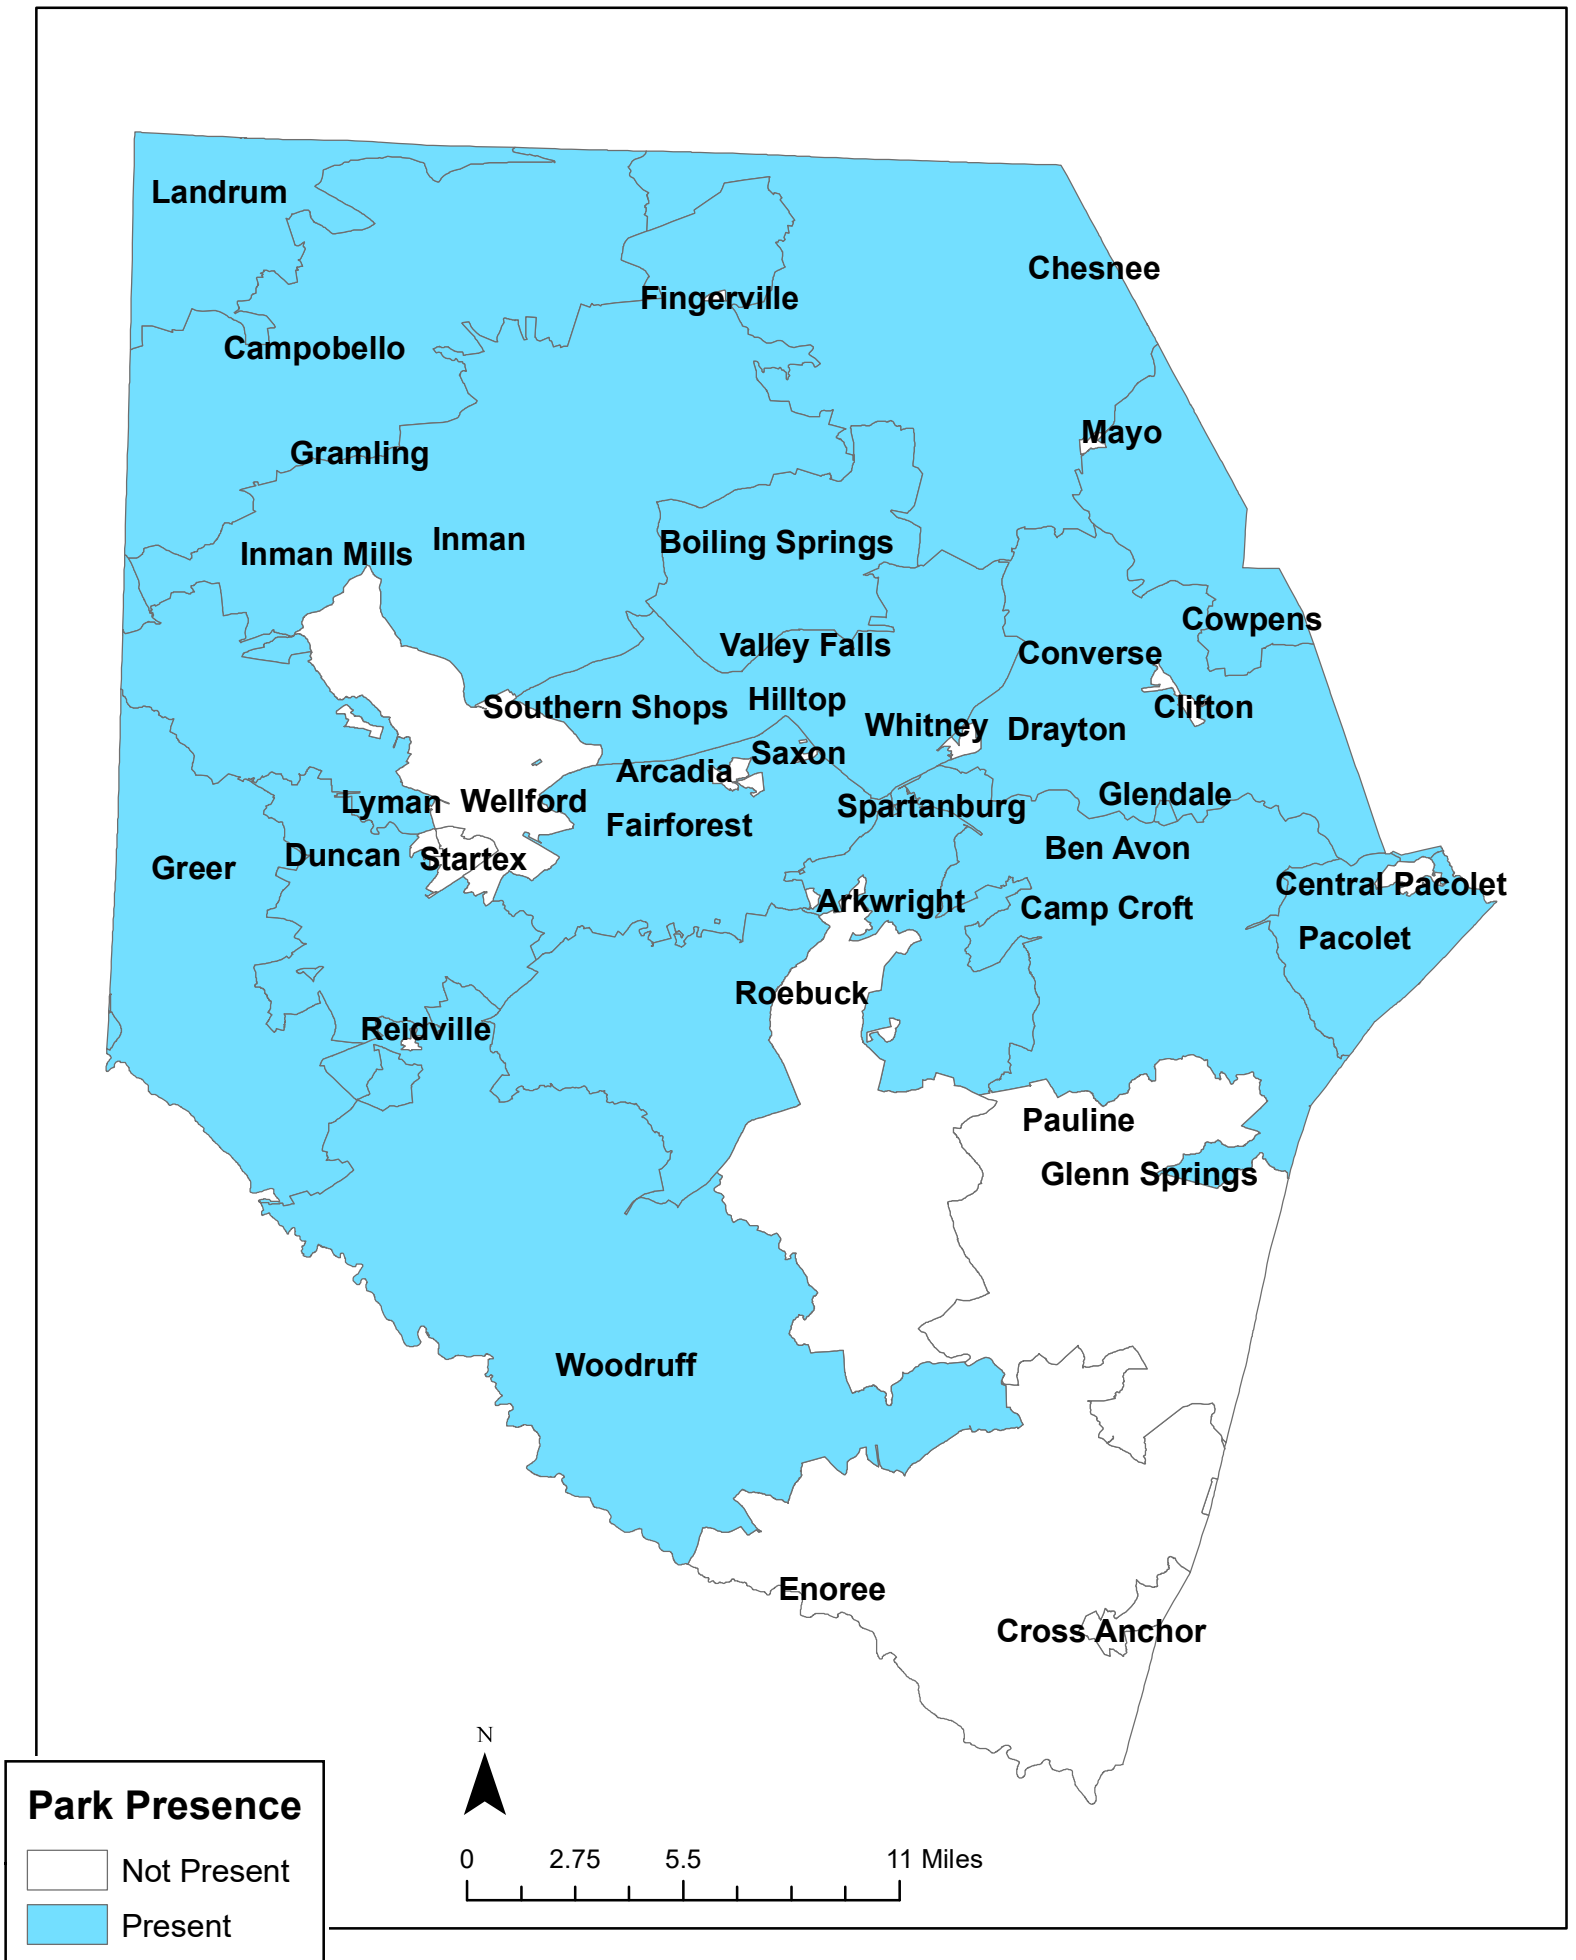 Landrum
Chesnee
Fingerville
Campobello
Mayo
Gramling
Inman
Boiling Springs
Inman Mills
Cowpens
Valley Falls
Converse
Southern Shops
Hilltop
Clifton
Whitney
Drayton
Saxon
Arcadia
Glendale
Lyman
Wellford
Spartanburg
Fairforest
Ben Avon
Duncan
Startex
Greer
Central Pacolet
Arkwright
Camp Croft
Pacolet
Roebuck
Reidville
Pauline
Glenn Springs
Woodruff
Enoree
Cross Anchor
N
Park Presence
Not Present
Present
0 2.75 5.5 11 Miles